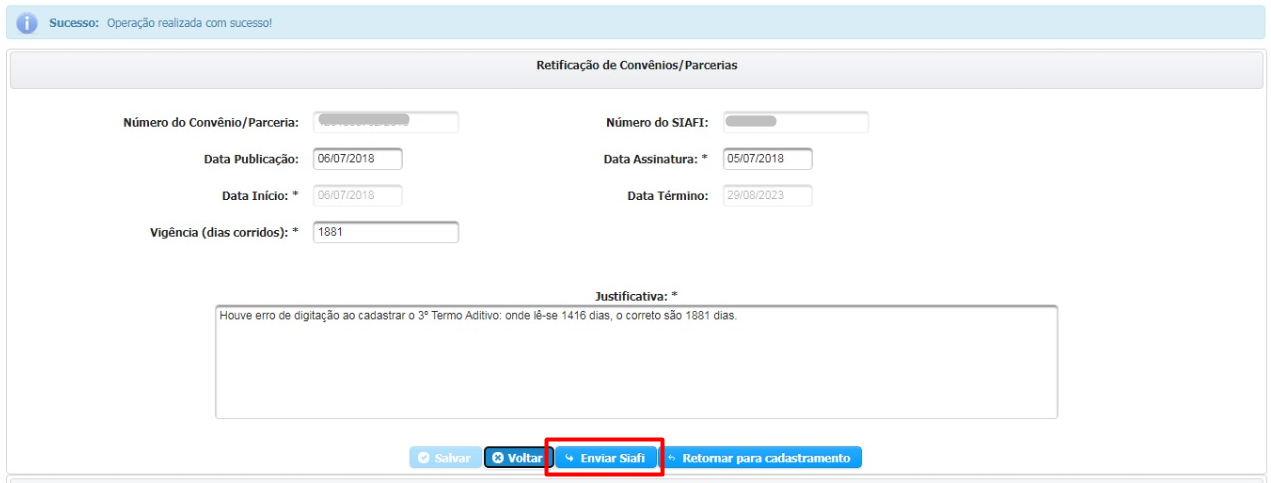 Sucesso: Operação realizada com sucesso!
Retificação de Convênios/Parcerias
Número do Convênio/Parceria: Número do SIAFI:
Data Publicação: 06/07/2018 Data Assinatura: * 05/07/2018
Data Início: * 06/07/2018 Data Término: 29/08/2023
Vigência (dias corridos): * 1881
Justificativa: *
Houve erro de digitação ao cadastrar o 3º Termo Aditivo: onde lê-se 1416 dias, o correto são 1881 dias.
Salvar Voltar Enviar Siafi Retornar para cadastramento